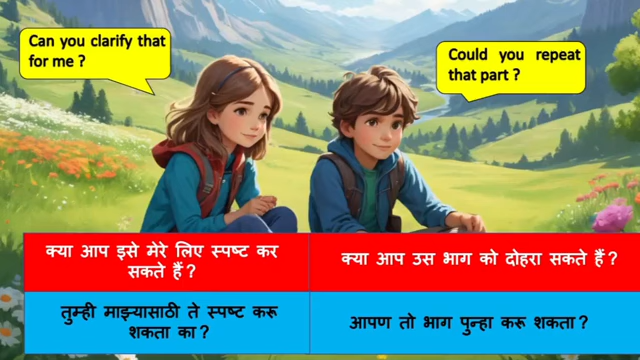 Can you clarify that
for me ?
Could you repeat
that part ?
क्या आप इसे मेरे लिए स्पष्ट कर
सकते हैं ?
क्या आप उस भाग को दोहरा सकते हैं ?
तुम्ही माझ्यासाठी ते स्पष्ट करू
शकता का ?
आपण तो भाग पुन्हा करू शकता ?